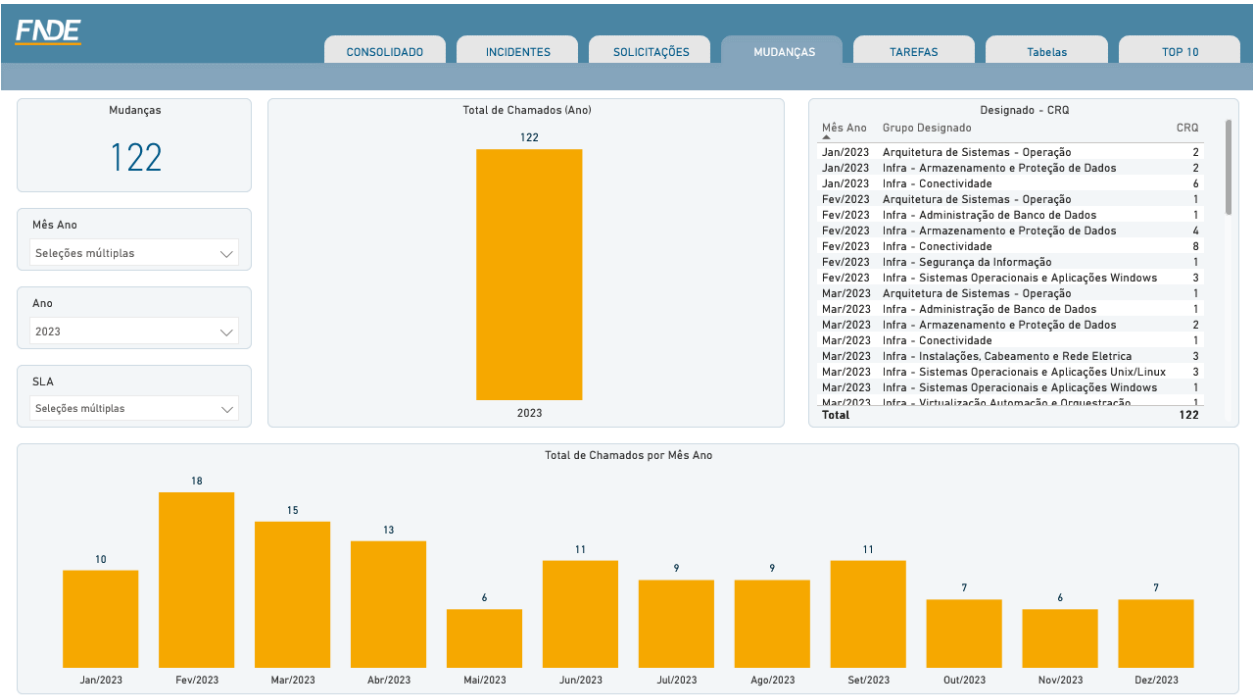 FNDE
CONSOLIDADO
INCIDENTES
SOLICITAÇÕES
MUDANÇAS
TAREFAS
Tabelas
TOP 10
Mudanças
122
Mês Ano
Seleções múltiplas
Ano
2023
SLA
Seleções múltiplas
Total de Chamados (Ano)
122
2023
Designado - CRQ
Mês Ano Grupo Designado CRQ
Jan/2023 Arquitetura de Sistemas - Operação 2
Jan/2023 Infra - Armazenamento e Proteção de Dados 2
Jan/2023 Infra - Conectividade 6
Fev/2023 Arquitetura de Sistemas - Operação 1
Fev/2023 Infra - Administração de Banco de Dados 1
Fev/2023 Infra - Armazenamento e Proteção de Dados 4
Fev/2023 Infra - Conectividade 8
Fev/2023 Infra - Segurança da Informação 1
Fev/2023 Infra - Sistemas Operacionais e Aplicações Windows 3
Mar/2023 Arquitetura de Sistemas - Operação 1
Mar/2023 Infra - Administração de Banco de Dados 1
Mar/2023 Infra - Armazenamento e Proteção de Dados 2
Mar/2023 Infra - Conectividade 1
Mar/2023 Infra - Instalações, Cabeamento e Rede Eletrica 3
Mar/2023 Infra - Sistemas Operacionais e Aplicações Unix/Linux 3
Mar/2023 Infra - Sistemas Operacionais e Aplicações Windows 1
Mar/2023 Infra - Virtualização Automação e Orquestração 1
Total 122
Total de Chamados por Mês Ano
10 18 15 13 6 11 9 9 11 7 6 7
Jan/2023 Fev/2023 Mar/2023 Abr/2023 Mai/2023 Jun/2023 Jul/2023 Ago/2023 Set/2023 Out/2023 Nov/2023 Dez/2023